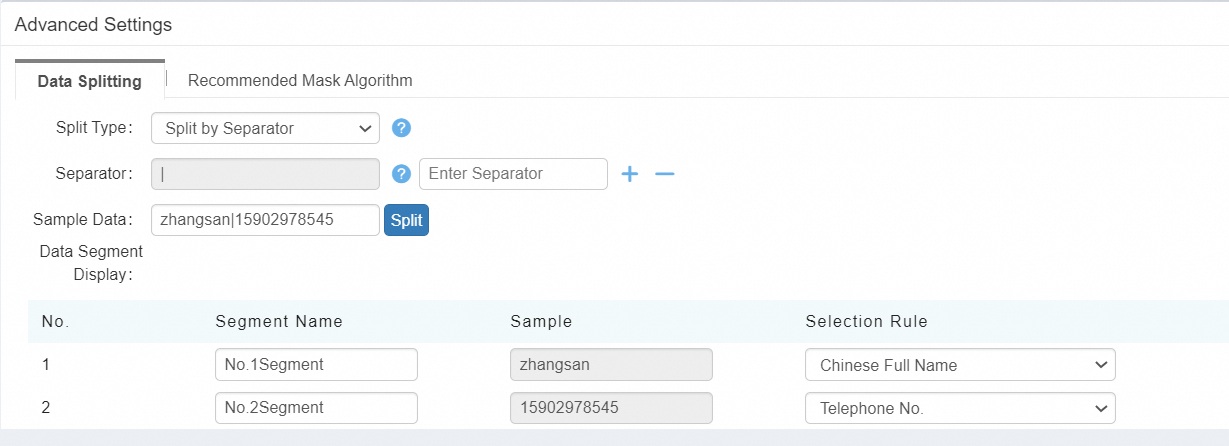 Advanced Settings
Data Splitting Recommended Mask Algorithm
Split Type: Split by Separator ?
Separator: | ? Enter Separator + −
Sample Data: zhangsan|15902978545 Split
Data Segment
Display:
No. Segment Name Sample Selection Rule
1 No.1Segment zhangsan Chinese Full Name
2 No.2Segment 15902978545 Telephone No.